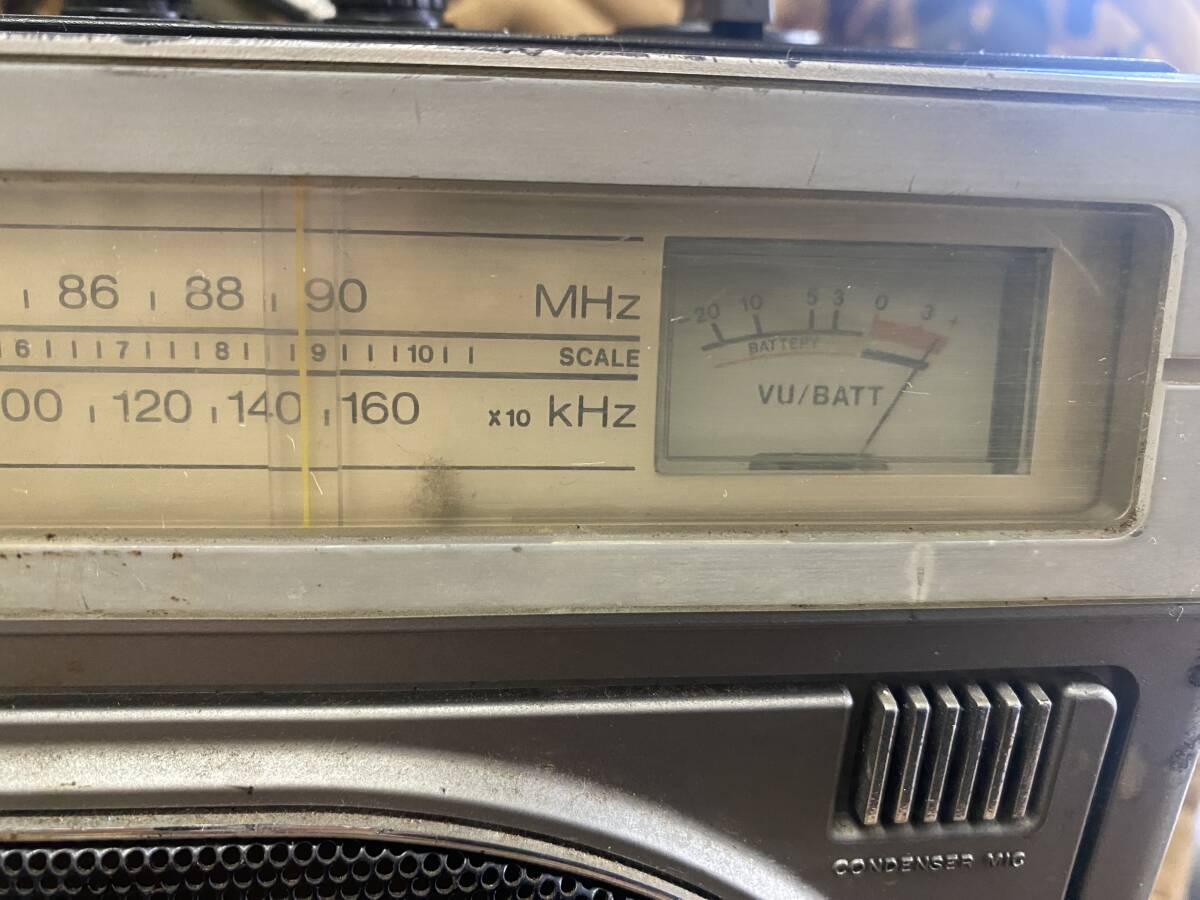 86 88 90 MHz
6 7 8 9 10 SCALE
00 120 140 160 x10 kHz
-20 10 5 3 0 3 +
BATTERY
VU/BATT
CONDENSER MIC